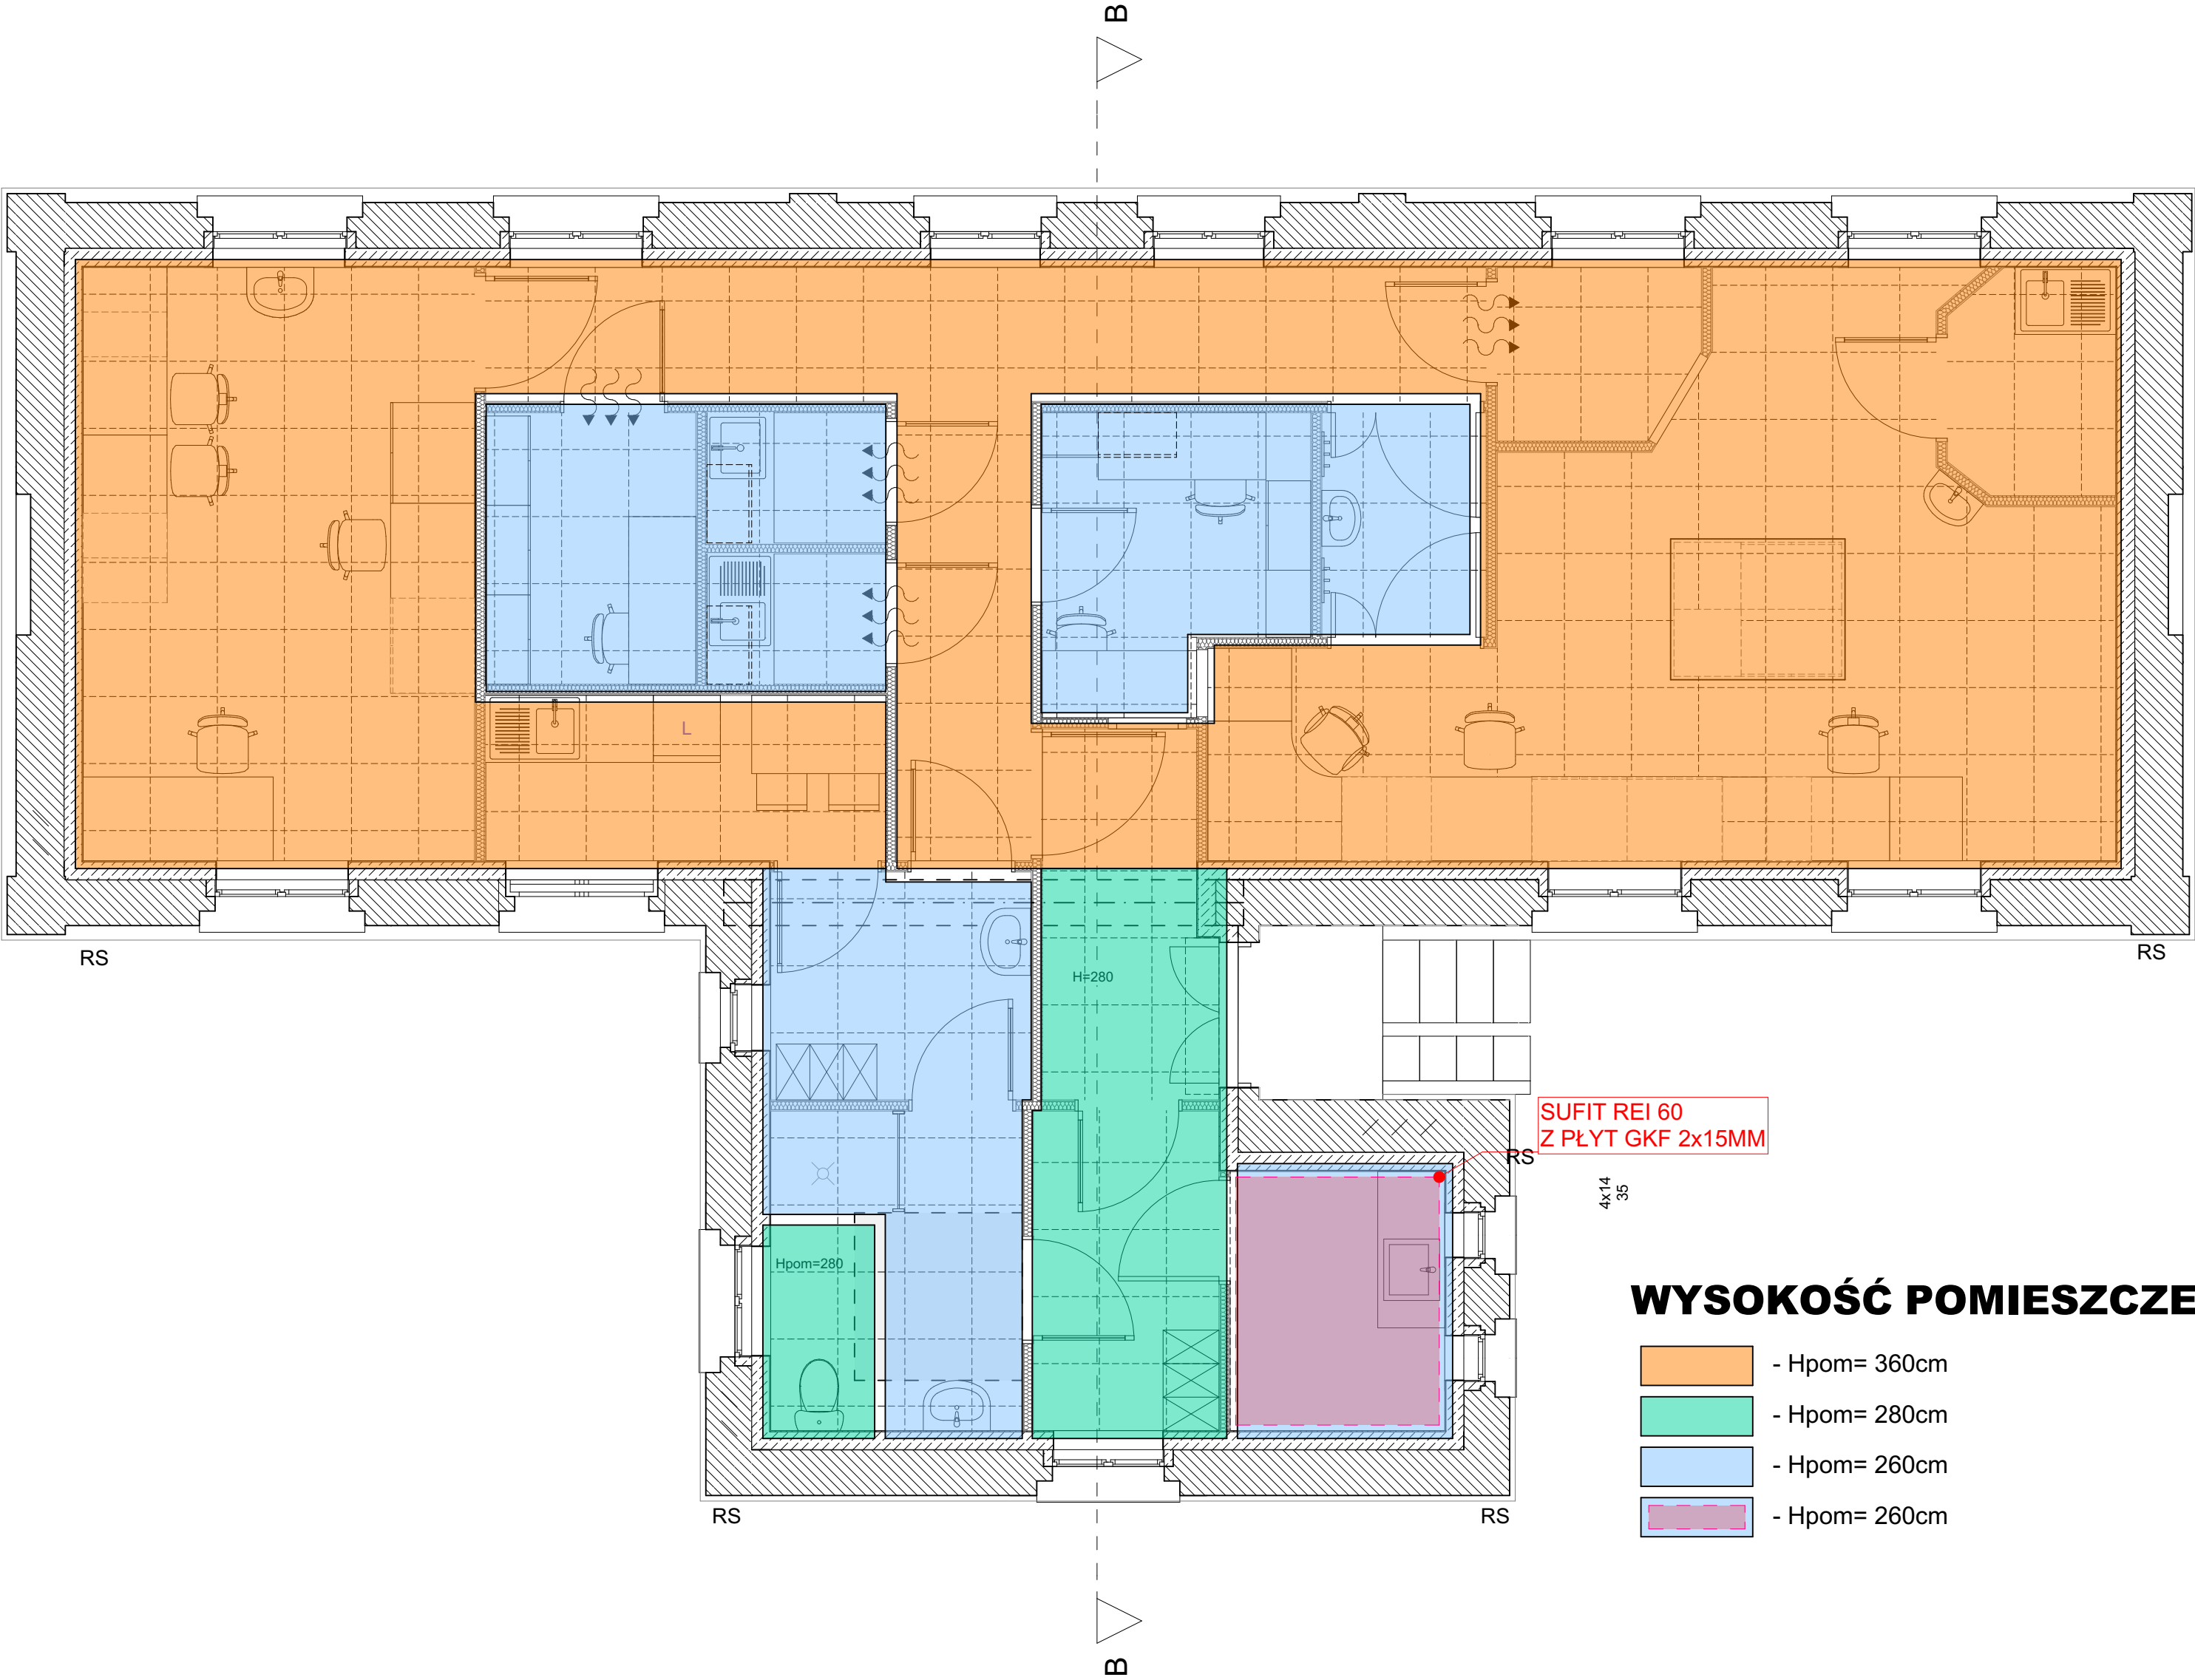 B
L
RS
RS
H=280
SUFIT REI 60
Z PŁYT GKF 2x15MM
RS
4x14
35
Hpom=280
WYSOKOŚĆ POMIESZCZE
- Hpom= 360cm
- Hpom= 280cm
- Hpom= 260cm
- Hpom= 260cm
RS
RS
B